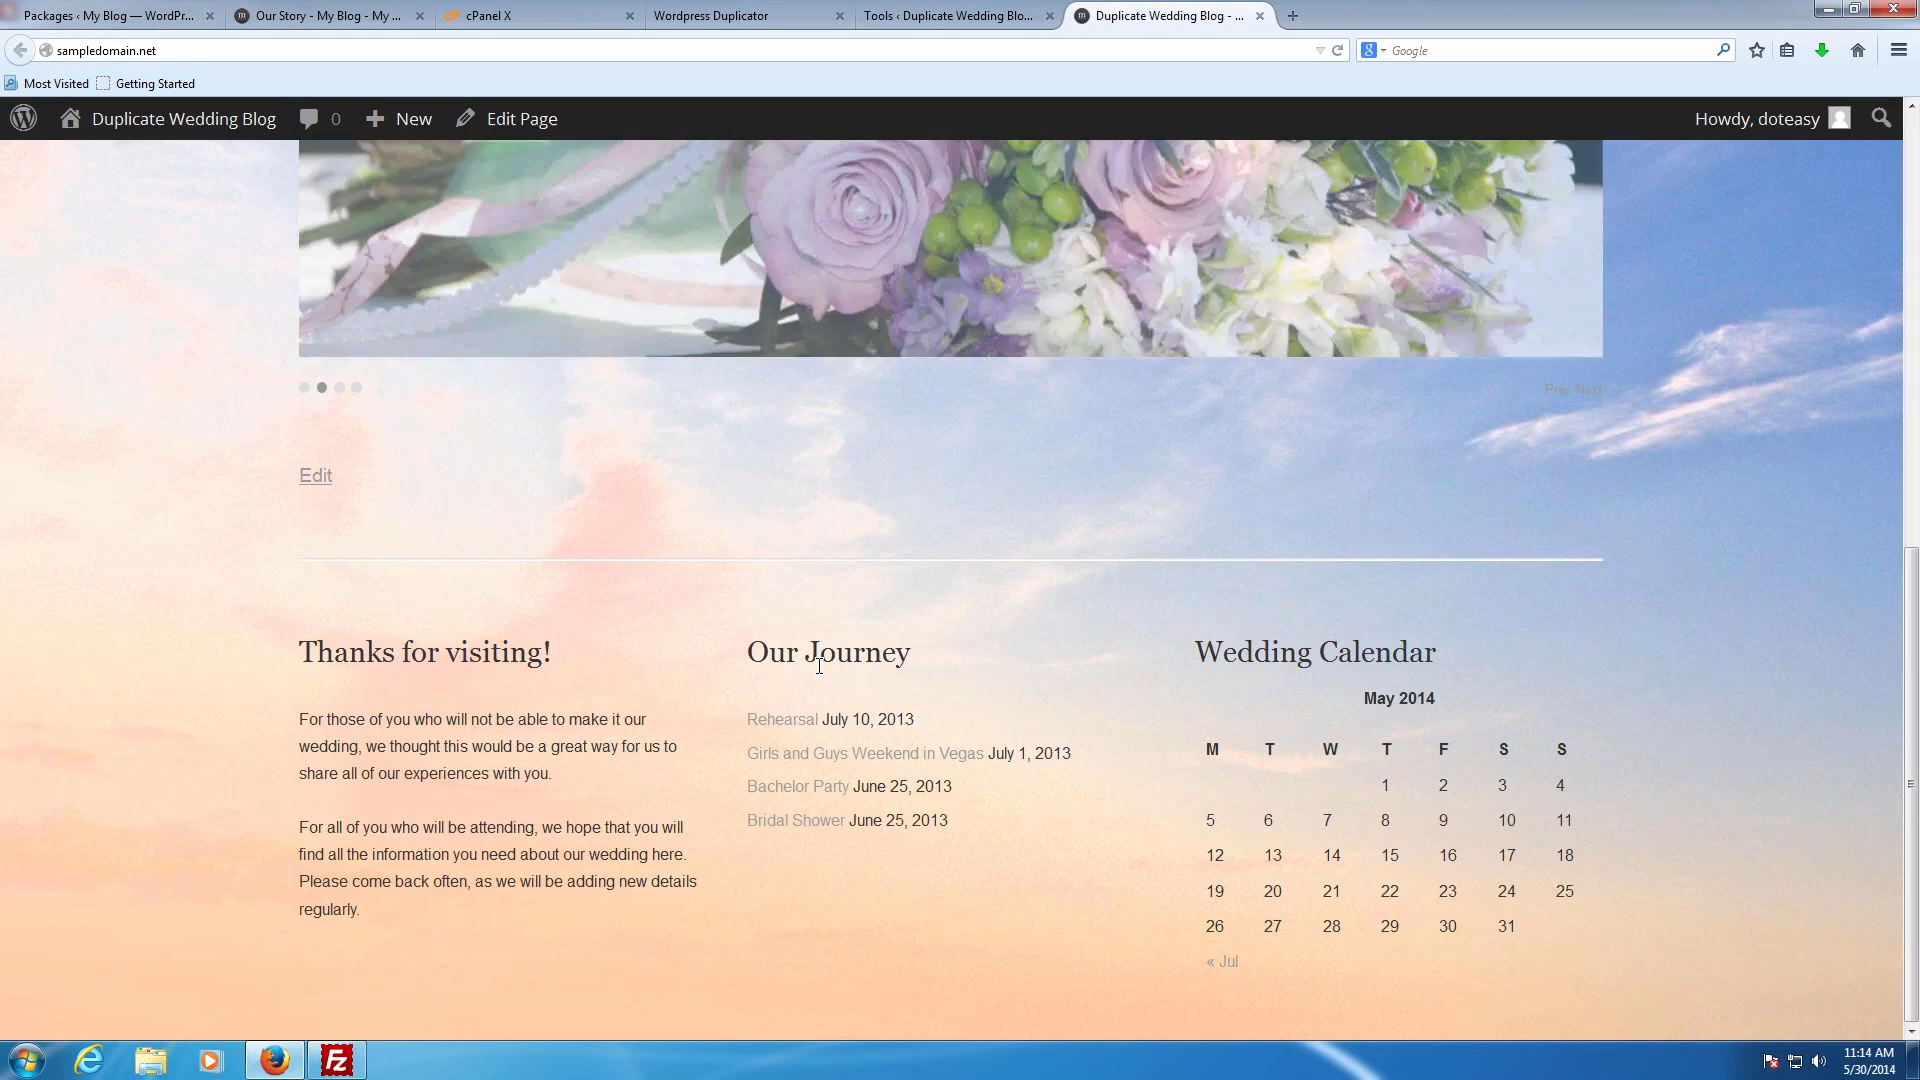 Packages ‹ My Blog — WordPr...
Our Story - My Blog - My ...
cPanel X
Wordpress Duplicator
Tools ‹ Duplicate Wedding Blo...
Duplicate Wedding Blog - ...
sampledomain.net
Google
Most Visited
Getting Started
Duplicate Wedding Blog
0
New
Edit Page
Howdy, doteasy
Prev Next
Edit
Thanks for visiting!
For those of you who will not be able to make it our
wedding, we thought this would be a great way for us to
share all of our experiences with you.
For all of you who will be attending, we hope that you will
find all the information you need about our wedding here.
Please come back often, as we will be adding new details
regularly.
Our Journey
Rehearsal July 10, 2013
Girls and Guys Weekend in Vegas July 1, 2013
Bachelor Party June 25, 2013
Bridal Shower June 25, 2013
Wedding Calendar
May 2014
M T W T F S S
1 2 3 4
5 6 7 8 9 10 11
12 13 14 15 16 17 18
19 20 21 22 23 24 25
26 27 28 29 30 31
« Jul
11:14 AM
5/30/2014